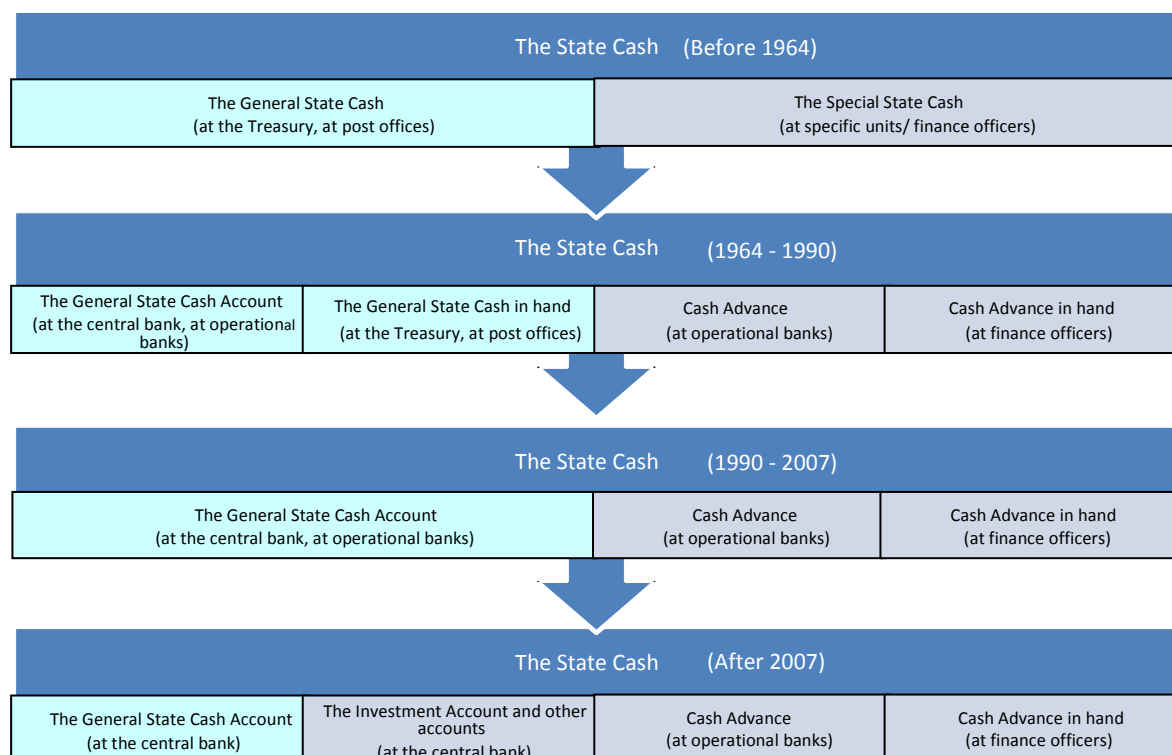 The State Cash (Before 1964)
The General State Cash
(at the Treasury, at post offices)
The Special State Cash
(at specific units/ finance officers)
The State Cash (1964 - 1990)
The General State Cash Account
(at the central bank, at operational
banks)
The General State Cash in hand
(at the Treasury, at post offices)
Cash Advance
(at operational banks)
Cash Advance in hand
(at finance officers)
The State Cash (1990 - 2007)
The General State Cash Account
(at the central bank, at operational banks)
Cash Advance
(at operational banks)
Cash Advance in hand
(at finance officers)
The State Cash (After 2007)
The General State Cash Account
(at the central bank)
The Investment Account and other
accounts
(at the central bank)
Cash Advance
(at operational banks)
Cash Advance in hand
(at finance officers)